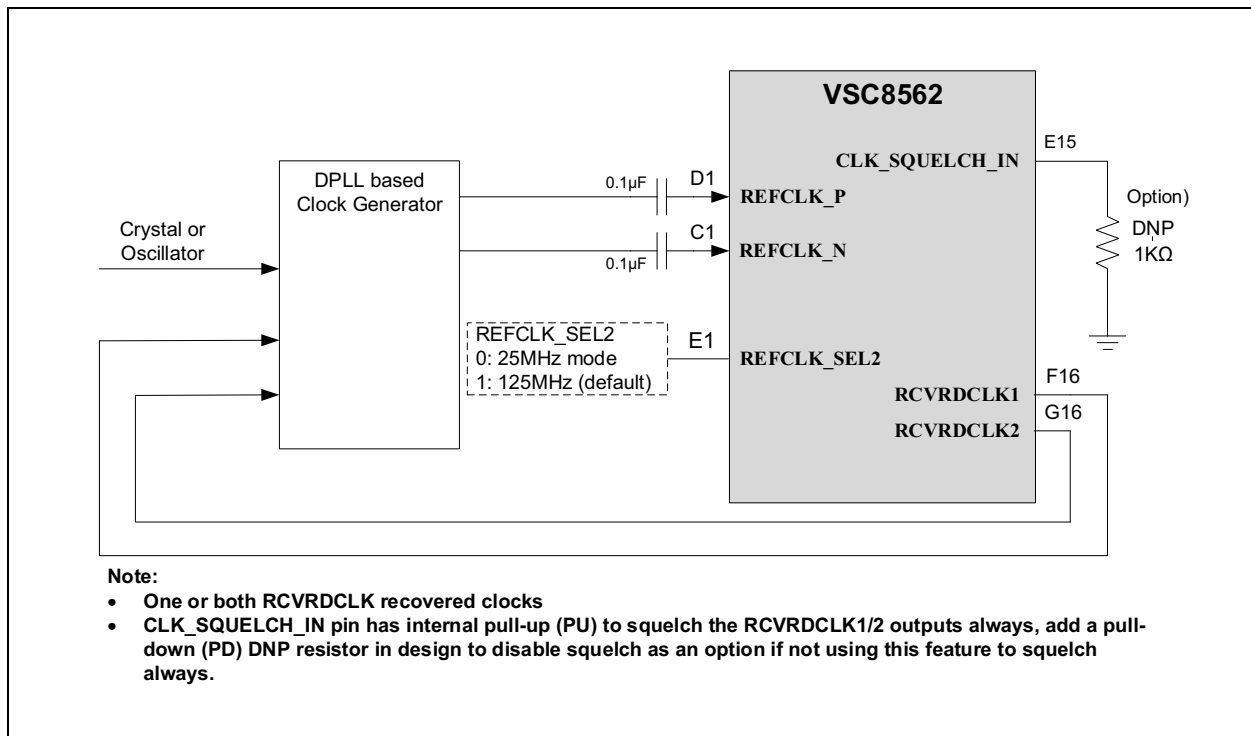 VSC8562
CLK_SQUELCH_IN
E15
DPLL based
Clock Generator
0.1µF
D1
REFCLK_P
Option)
DNP
1KΩ
Crystal or
Oscillator
0.1µF
C1
REFCLK_N
REFCLK_SEL2
0: 25MHz mode
1: 125MHz (default)
E1
REFCLK_SEL2
F16
RCVRDCLK1
G16
RCVRDCLK2
Note:
• One or both RCVRDCLK recovered clocks
• CLK_SQUELCH_IN pin has internal pull-up (PU) to squelch the RCVRDCLK1/2 outputs always, add a pull-
down (PD) DNP resistor in design to disable squelch as an option if not using this feature to squelch
always.